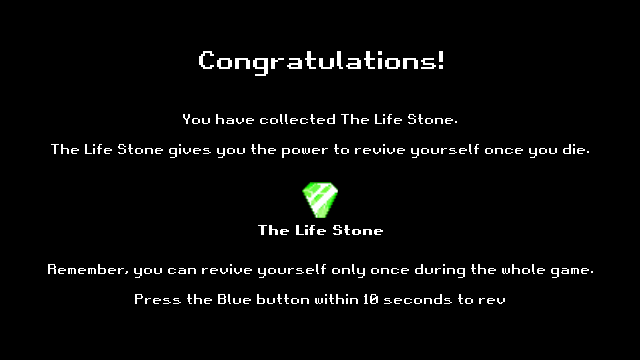 Congratulations!
You have collected The Life Stone.
The Life Stone gives you the power to revive yourself once you die.
The Life Stone
Remember, you can revive yourself only once during the whole game.
Press the Blue button within 10 seconds to rev